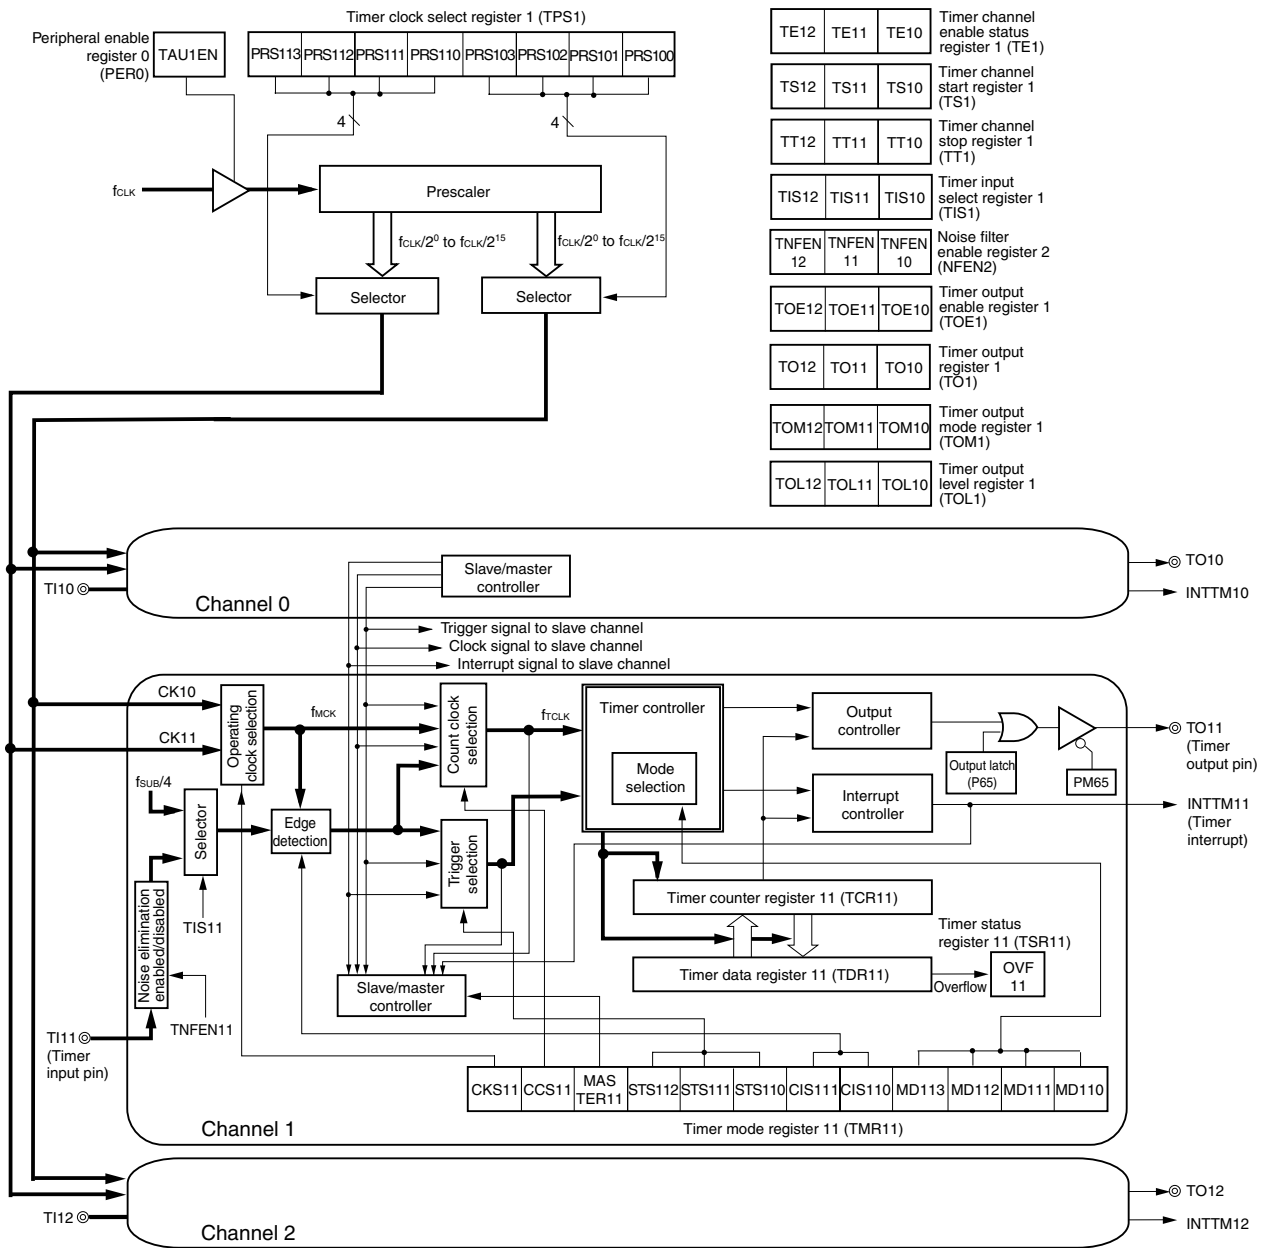 Timer clock select register 1 (TPS1)
Peripheral enable
register 0
(PER0)
TAU1EN
PRS113 PRS112 PRS111 PRS110 PRS103 PRS102 PRS101 PRS100
4
4
fCLK
Prescaler
fCLK/2⁰ to fCLK/2¹⁵
fCLK/2⁰ to fCLK/2¹⁵
Selector
Selector
TE12 TE11 TE10
Timer channel
enable status
register 1 (TE1)
TS12 TS11 TS10
Timer channel
start register 1
(TS1)
TT12 TT11 TT10
Timer channel
stop register 1
(TT1)
TIS12 TIS11 TIS10
Timer input
select register 1
(TIS1)
TNFEN
12
TNFEN
11
TNFEN
10
Noise filter
enable register 2
(NFEN2)
TOE12 TOE11 TOE10
Timer output
enable register 1
(TOE1)
TO12 TO11 TO10
Timer output
register 1
(TO1)
TOM12 TOM11 TOM10
Timer output
mode register 1
(TOM1)
TOL12 TOL11 TOL10
Timer output
level register 1
(TOL1)
TI10
Channel 0
Slave/master
controller
TO10
INTTM10
Trigger signal to slave channel
Clock signal to slave channel
Interrupt signal to slave channel
CK10
CK11
Operating
clock selection
fMCK
Count clock
selection
fTCLK
Timer controller
Mode
selection
Output
controller
Output latch
(P65)
PM65
TO11
(Timer
output pin)
Interrupt
controller
INTTM11
(Timer
interrupt)
fSUB/4
Selector
Edge
detection
Trigger
selection
TIS11
Noise elimination
enabled/disabled
TNFEN11
TI11
(Timer
input pin)
Timer counter register 11 (TCR11)
Timer status
register 11 (TSR11)
Timer data register 11 (TDR11)
Overflow
OVF
11
Slave/master
controller
CKS11 CCS11
MAS
TER11
STS112 STS111 STS110 CIS111 CIS110 MD113 MD112 MD111 MD110
Channel 1
Timer mode register 11 (TMR11)
TI12
Channel 2
TO12
INTTM12